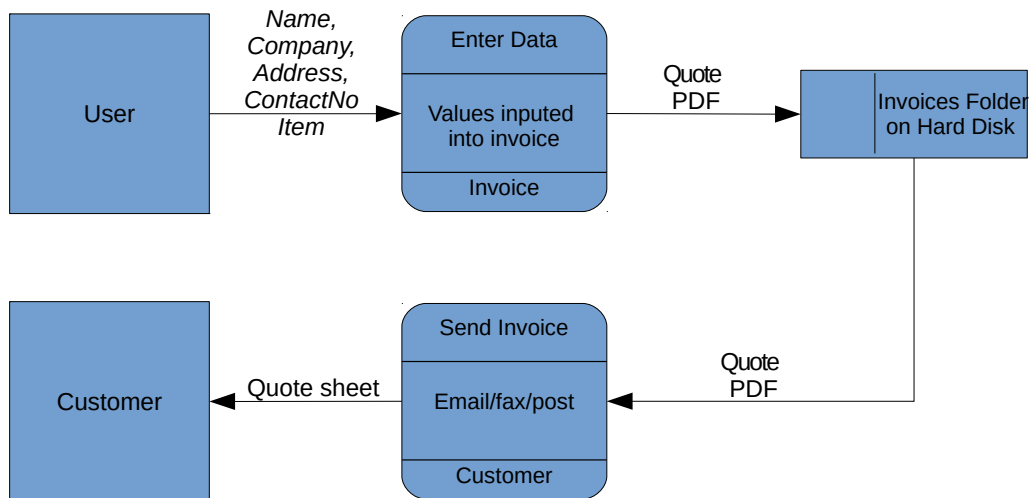 User
Name,
Company,
Address,
ContactNo
Item
Enter Data
Values inputed
into invoice
Invoice
Quote
PDF
Invoices Folder
on Hard Disk
Customer
Quote sheet
Send Invoice
Email/fax/post
Customer
Quote
PDF